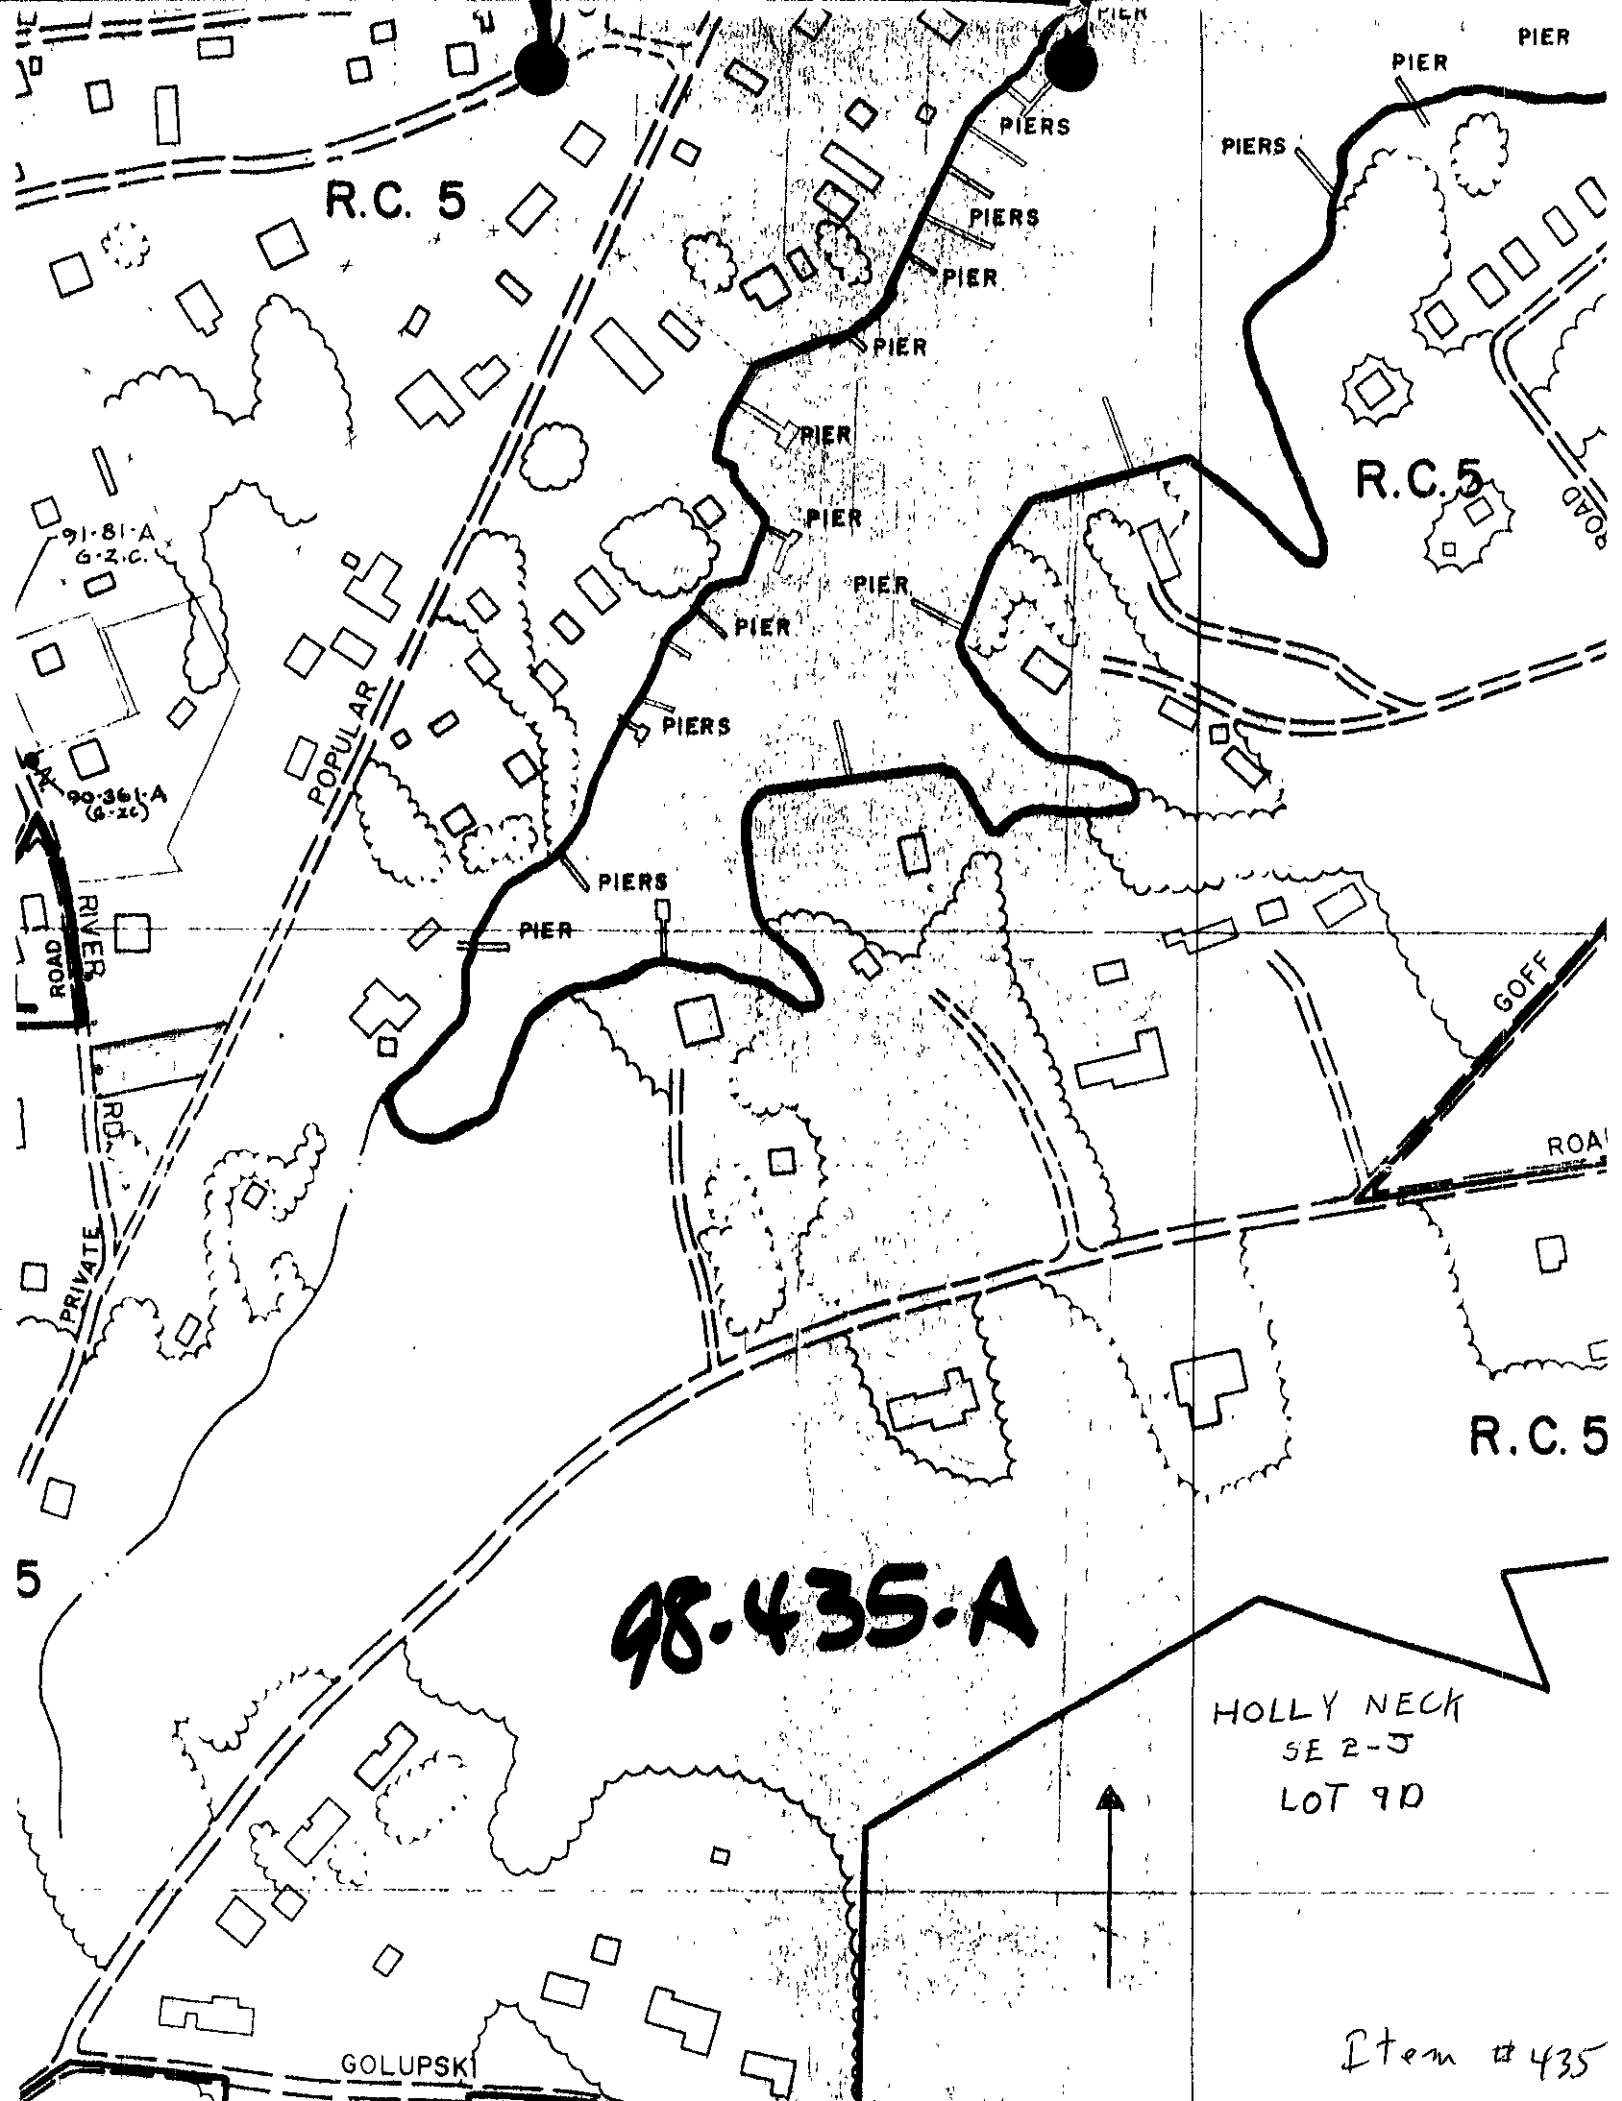 PIER
PIER
PIER
PIERS
PIERS
R.C. 5
PIERS
PIER
PIER
PIER
R.C. 5
ROAD
PIER
91-81-A
G-Z.C.
PIER
PIER
POPULAR
PIERS
90-361-A
(G-ZC)
PIERS
RIVER
ROAD
PIER
GOFF
RD.
ROA
PRIVATE
R.C. 5
5
98-435-A
HOLLY NECK
SE 2-J
LOT 9D
Item # 435
GOLUPSKI